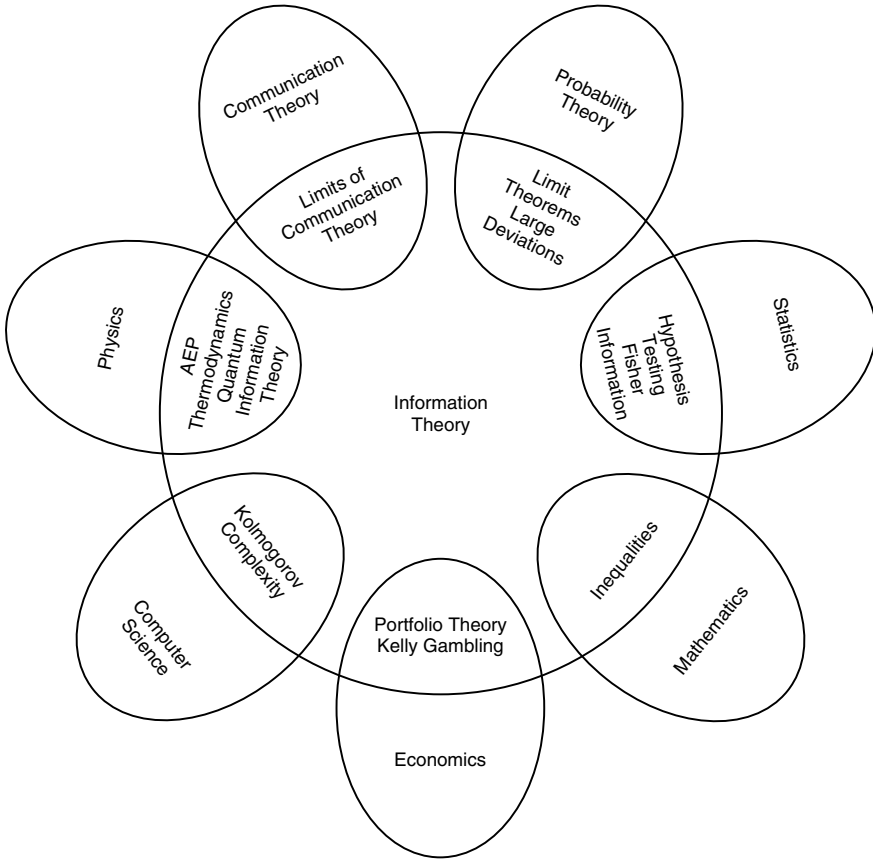 Communication
Theory
Probability
Theory
Limits of
Communication
Theory
Limit
Theorems
Large
Deviations
Physics
AEP
Thermodynamics
Quantum
Information
Theory
Hypothesis
Testing
Fisher
Information
Statistics
Information
Theory
Kolmogorov
Complexity
Computer
Science
Portfolio Theory
Kelly Gambling
Economics
Inequalities
Mathematics